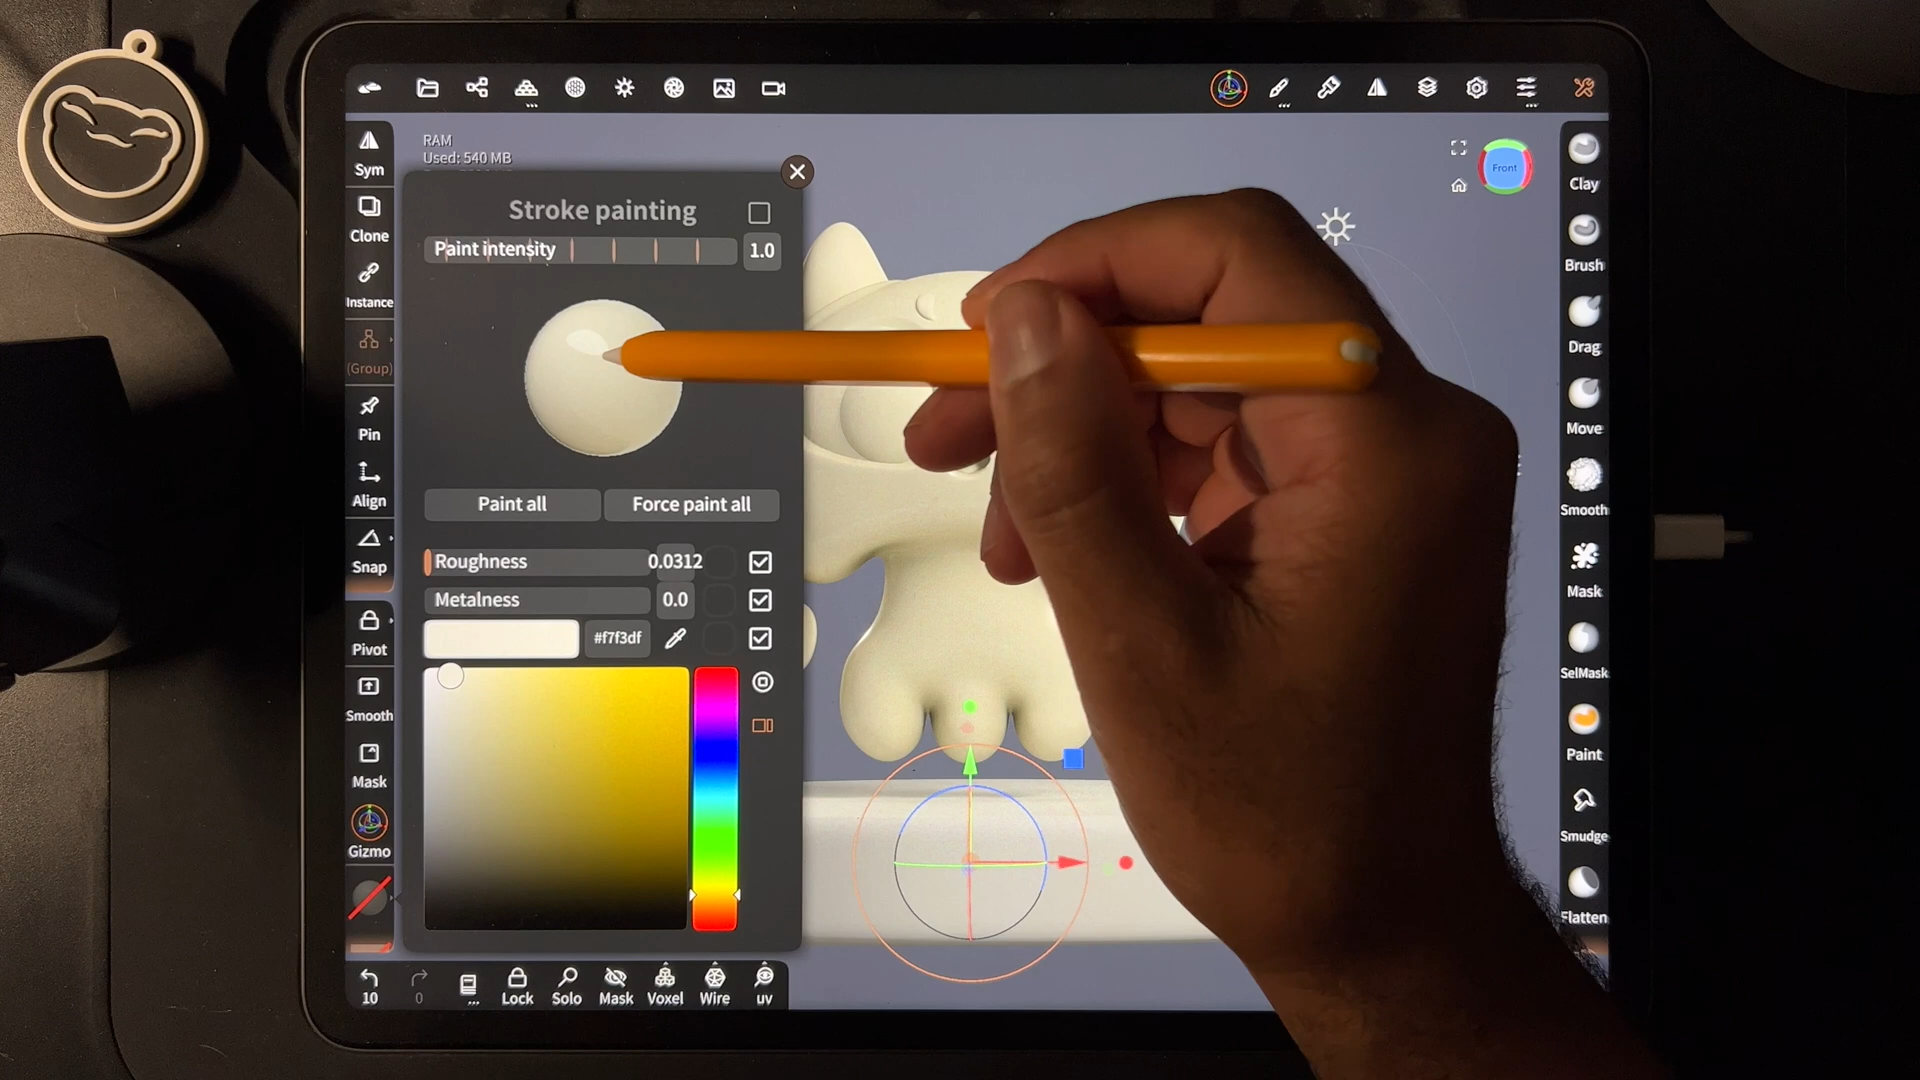 RAM
Used: 540 MB
Sym
Clone
Instance
(Group)
Pin
Align
Snap
Pivot
Smooth
Mask
Gizmo
Stroke painting
Paint intensity 1.0
Paint all Force paint all
Roughness 0.0312
Metalness 0.0
#f7f3df
10 0 Lock Solo Mask Voxel Wire uv
Front
Clay
Brush
Drag
Move
Smooth
Mask
SelMask
Paint
Smudge
Flatten